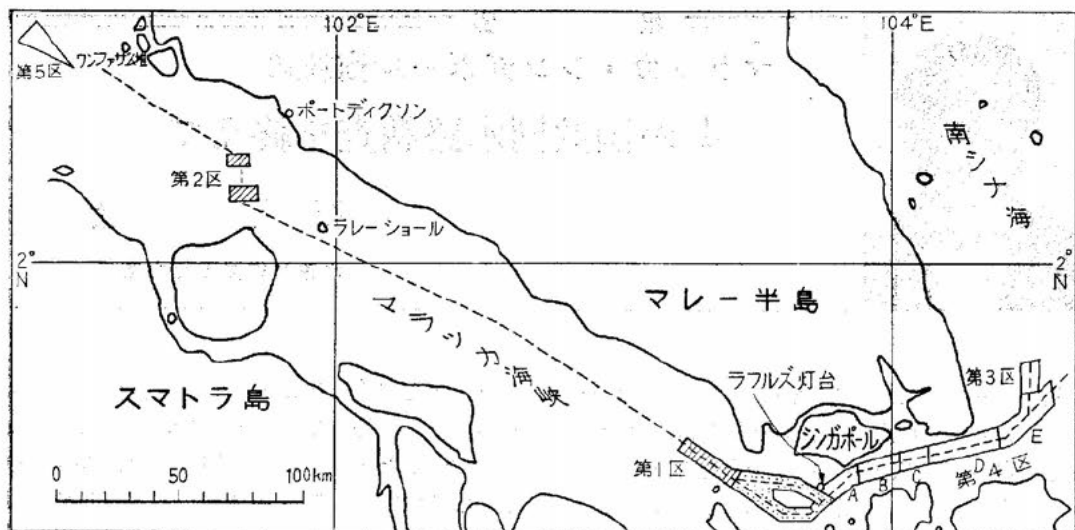 102°E
104°E
第5区
ワンファザム堆
ポートディクソン
第2区
ラレーショール
南シナ海
2°N
2°N
マラッカ海峡
マレー半島
スマトラ島
ラフルズ灯台
シンガポール
第3区
第1区
第4区
A
B
C
D
E
0 50 100km